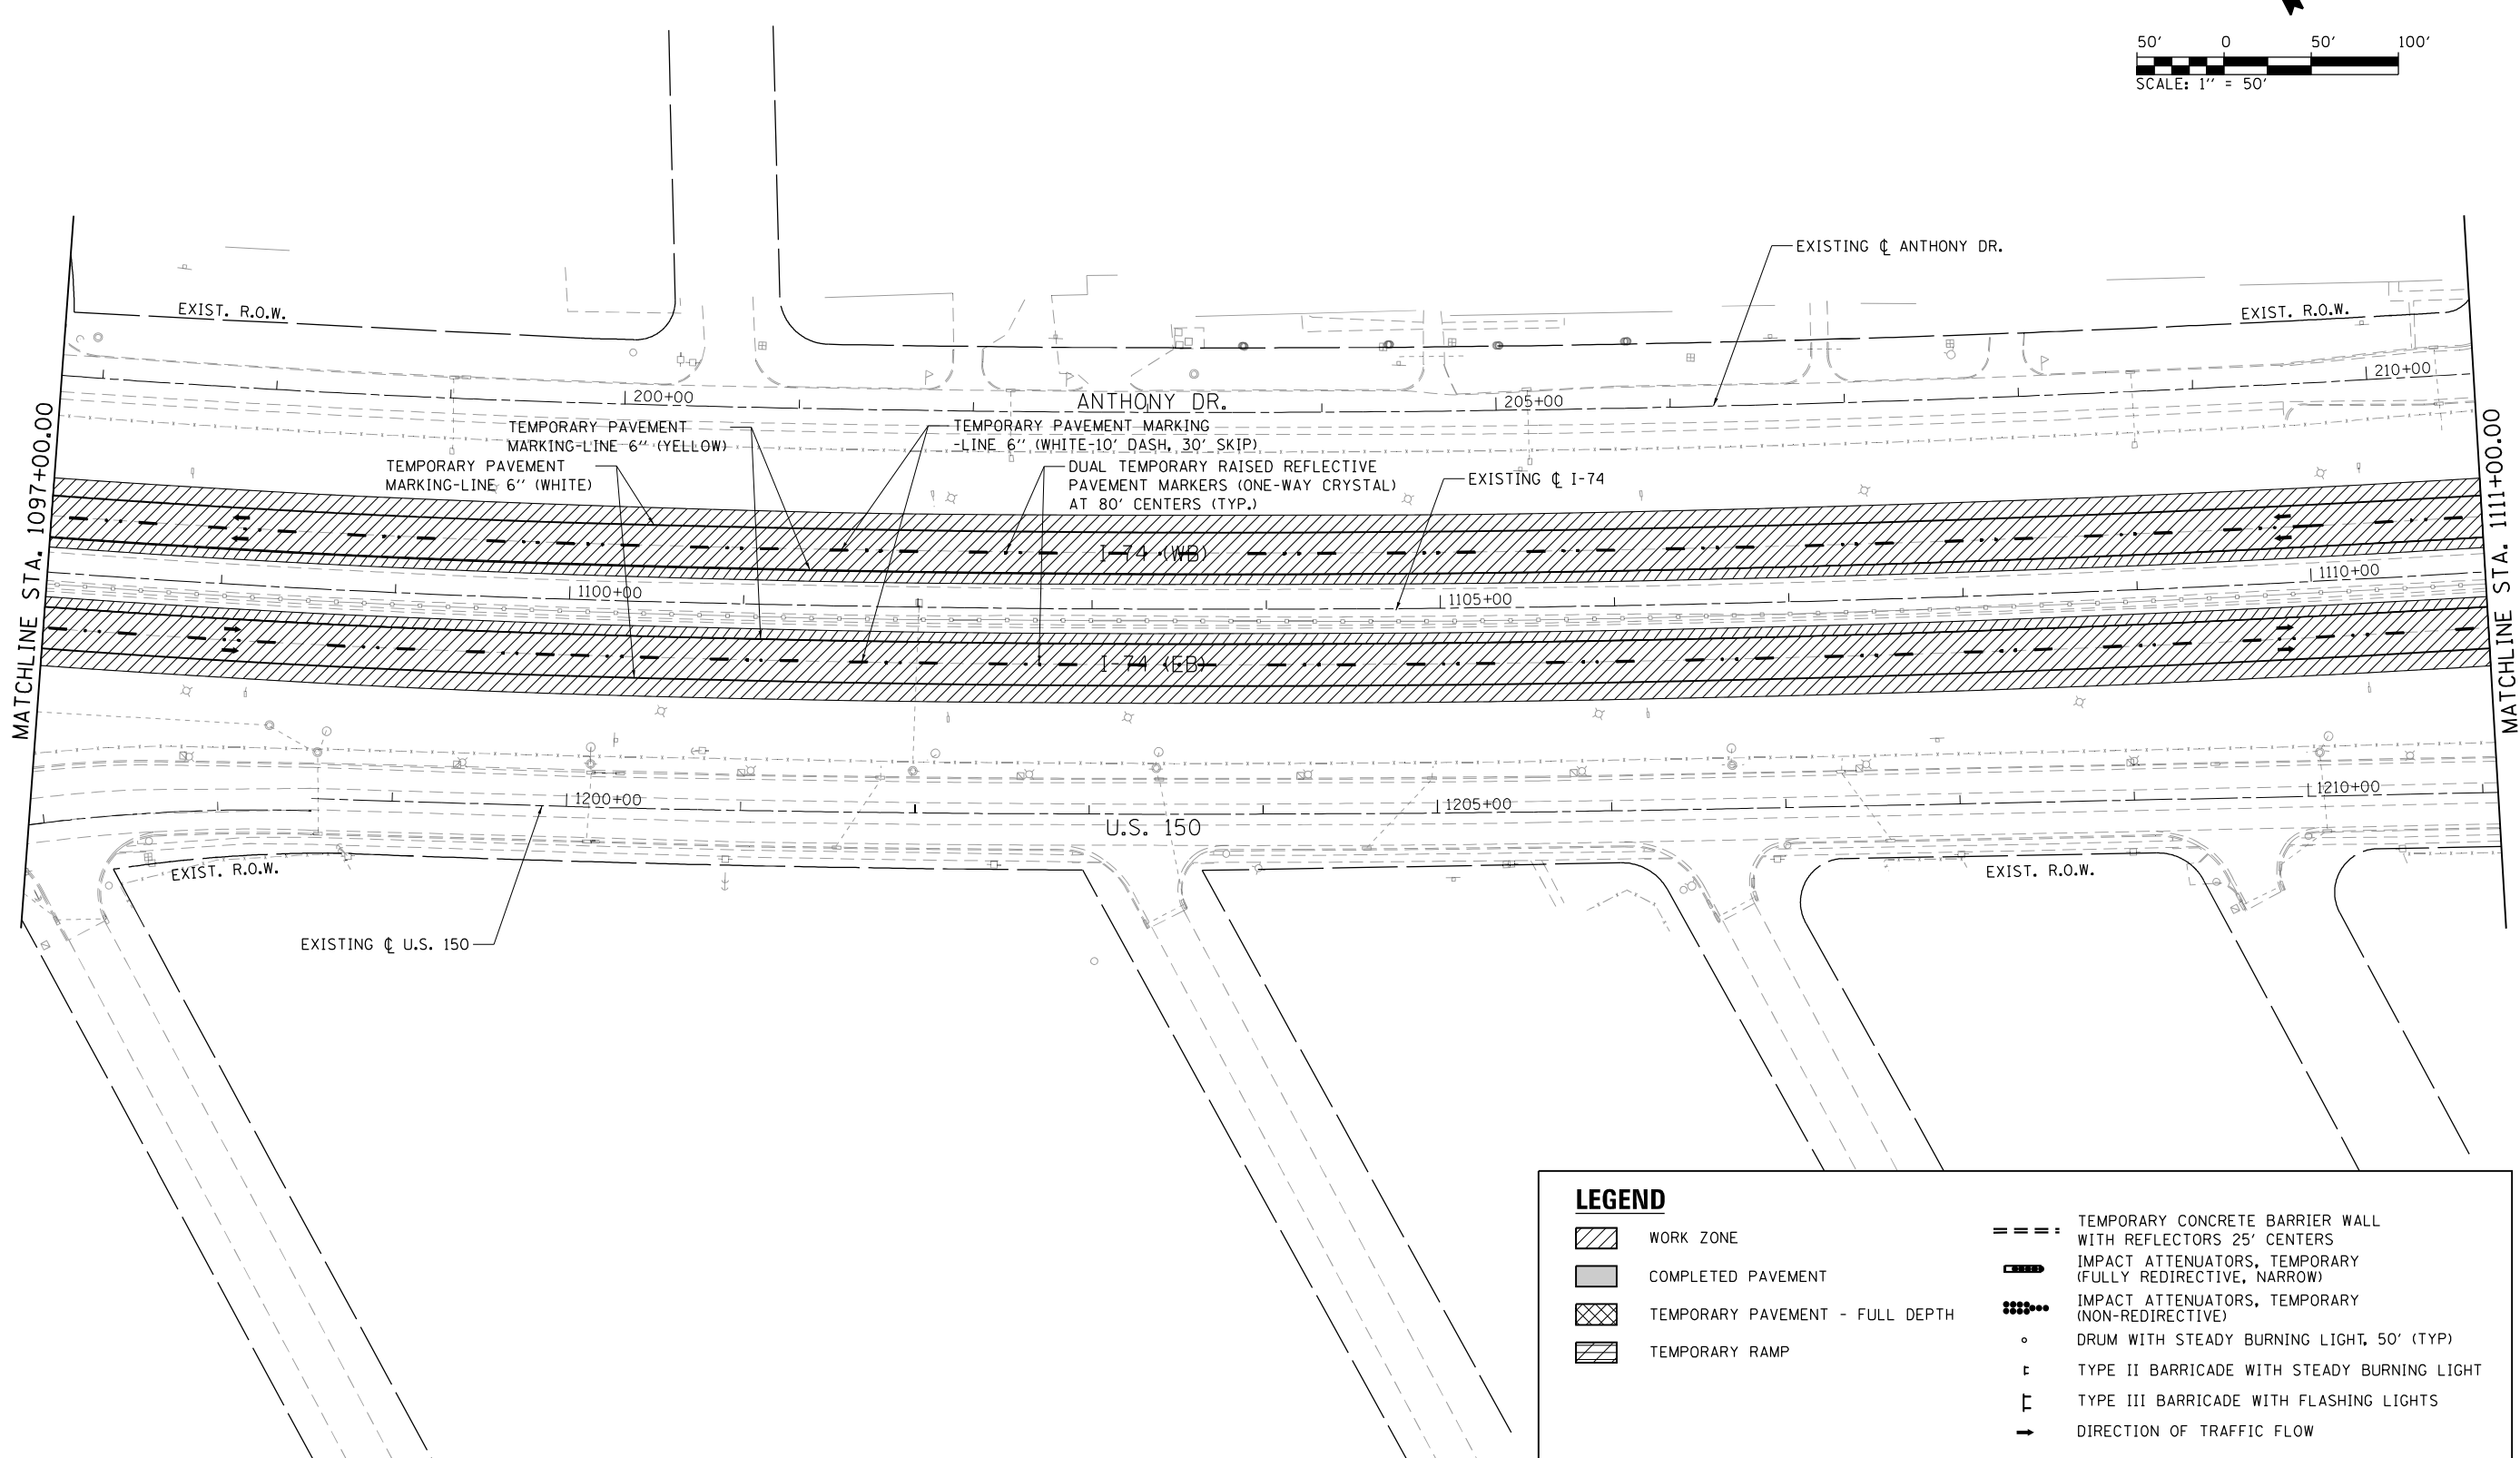 50' 0 50' 100'
SCALE: 1" = 50'
EXISTING ℄ ANTHONY DR.
EXIST. R.O.W.
EXIST. R.O.W.
200+00
ANTHONY DR.
205+00
210+00
TEMPORARY PAVEMENT
MARKING-LINE 6" (YELLOW)
TEMPORARY PAVEMENT MARKING
-LINE 6" (WHITE-10' DASH, 30' SKIP)
TEMPORARY PAVEMENT
MARKING-LINE 6" (WHITE)
DUAL TEMPORARY RAISED REFLECTIVE
PAVEMENT MARKERS (ONE-WAY CRYSTAL)
AT 80' CENTERS (TYP.)
EXISTING ℄ I-74
MATCHLINE STA. 1097+00.00
MATCHLINE STA. 1111+00.00
I-74 (WB)
1100+00
1105+00
1110+00
I-74 (EB)
1200+00
1205+00
1210+00
U.S. 150
EXIST. R.O.W.
EXIST. R.O.W.
EXISTING ℄ U.S. 150
LEGEND
WORK ZONE
COMPLETED PAVEMENT
TEMPORARY PAVEMENT - FULL DEPTH
TEMPORARY RAMP
TEMPORARY CONCRETE BARRIER WALL
WITH REFLECTORS 25' CENTERS
IMPACT ATTENUATORS, TEMPORARY
(FULLY REDIRECTIVE, NARROW)
IMPACT ATTENUATORS, TEMPORARY
(NON-REDIRECTIVE)
DRUM WITH STEADY BURNING LIGHT, 50' (TYP)
TYPE II BARRICADE WITH STEADY BURNING LIGHT
TYPE III BARRICADE WITH FLASHING LIGHTS
DIRECTION OF TRAFFIC FLOW